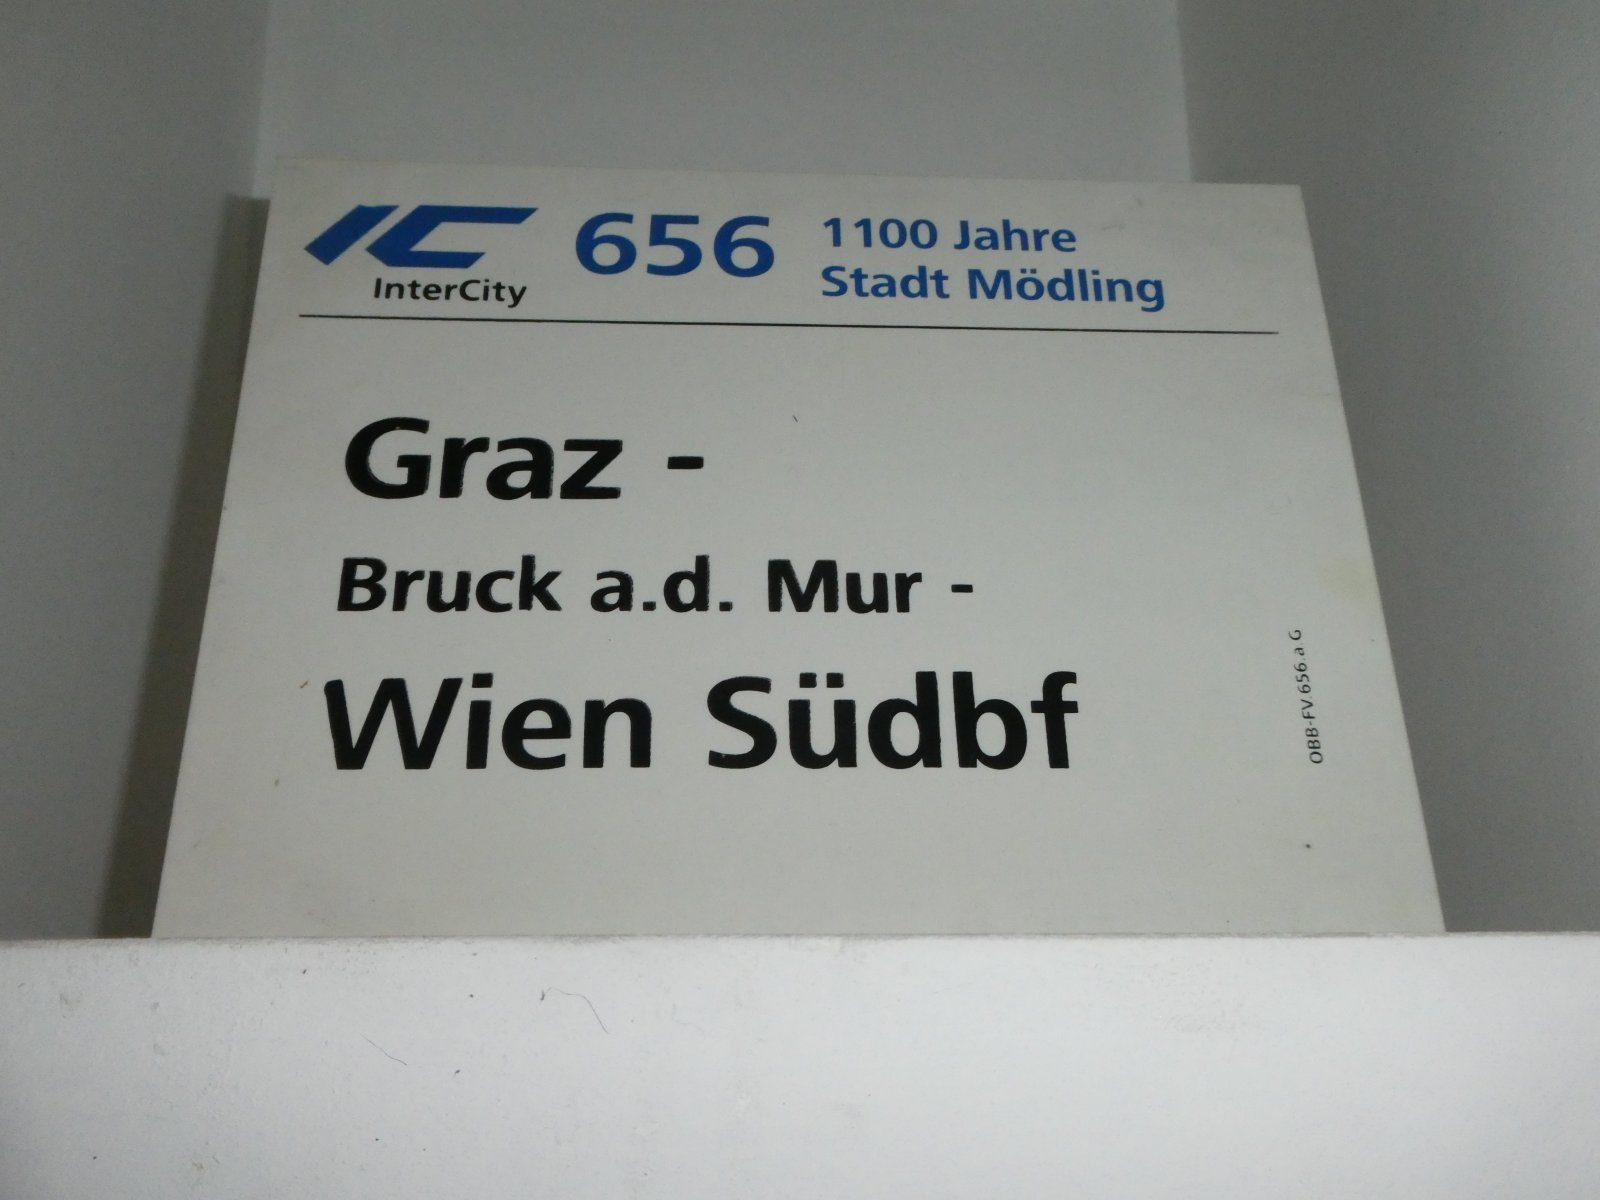 IC 656 1100 Jahre
InterCity Stadt Mödling
Graz -
Bruck a.d. Mur -
Wien Südbf
ÖBB-FV.656.a G